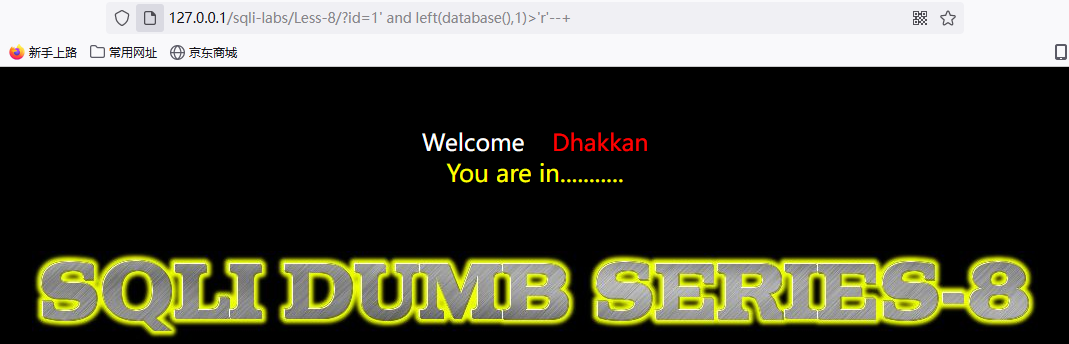 127.0.0.1/sqli-labs/Less-8/?id=1' and left(database(),1)>'r'--+
新手上路 常用网址 京东商城
Welcome Dhakkan
You are in...........
SQLI DUMB SERIES-8